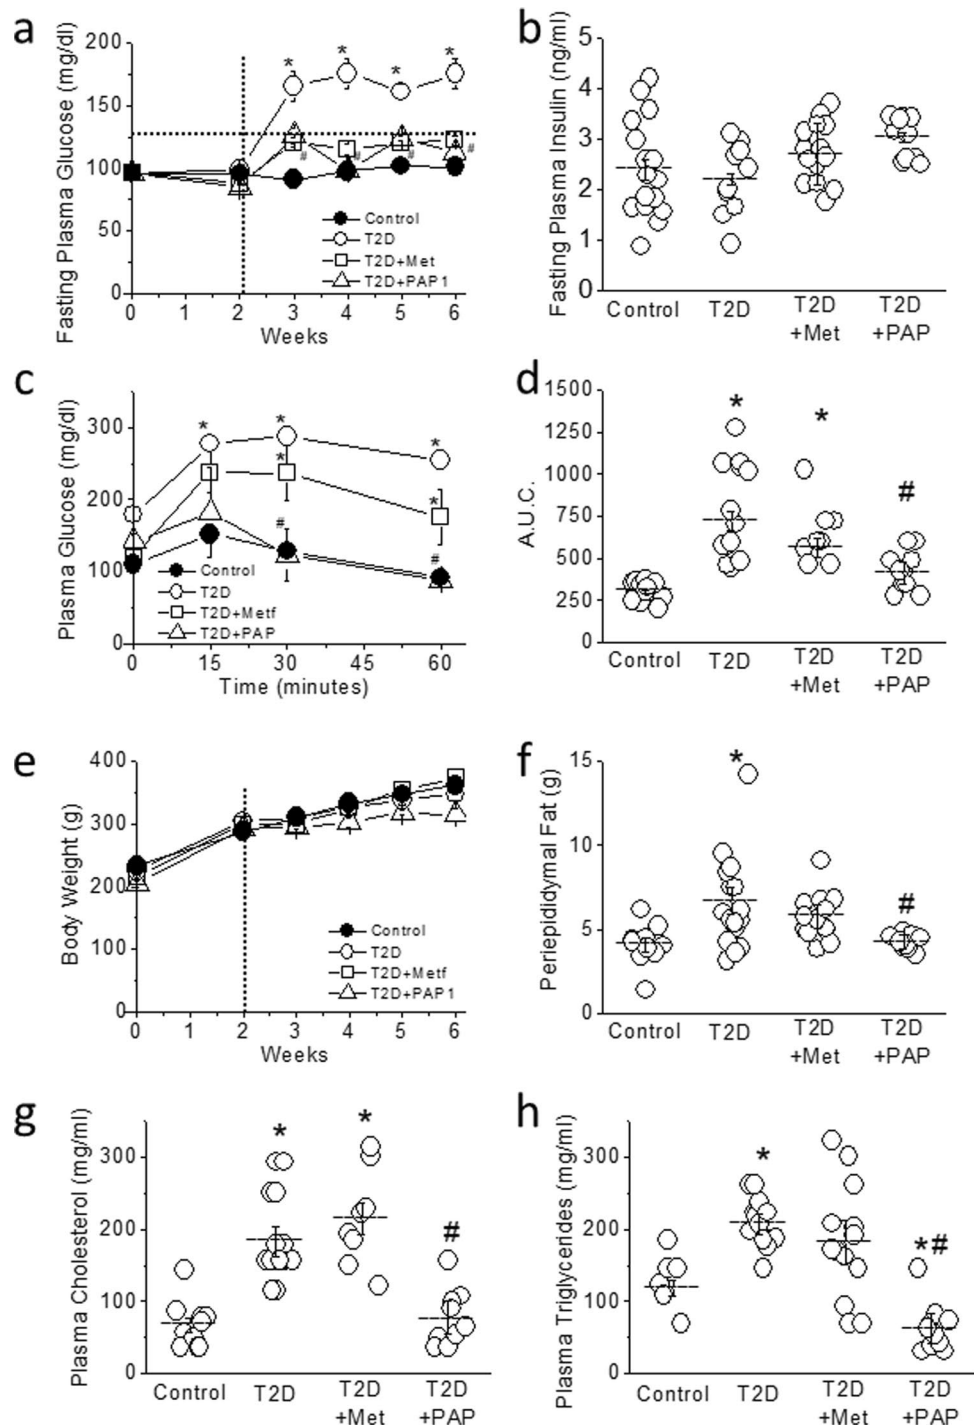 a
Fasting Plasma Glucose (mg/dl)
200
150
100
50
0
* * * *
# # # #
Control
T2D
T2D+Met
T2D+PAP1
0 1 2 3 4 5 6
Weeks
b
Fasting Plasma Insulin (ng/ml)
5
4
3
2
1
0
Control T2D T2D +Met T2D +PAP
c
Plasma Glucose (mg/dl)
300
200
100
0
* * *
* *
# #
Control
T2D
T2D+Metf
T2D+PAP
0 15 30 45 60
Time (minutes)
d
A.U.C.
1500
1250
1000
750
500
250
0
* * #
Control T2D T2D +Met T2D +PAP
e
Body Weight (g)
400
300
200
100
0
Control
T2D
T2D+Metf
T2D+PAP1
0 2 3 4 5 6
Weeks
f
Periepididymal Fat (g)
15
10
5
0
* #
Control T2D T2D +Met T2D +PAP
g
Plasma Cholesterol (mg/ml)
300
200
100
0
* * #
Control T2D T2D +Met T2D +PAP
h
Plasma Triglycerides (mg/ml)
300
200
100
0
* *#
Control T2D T2D +Met T2D +PAP